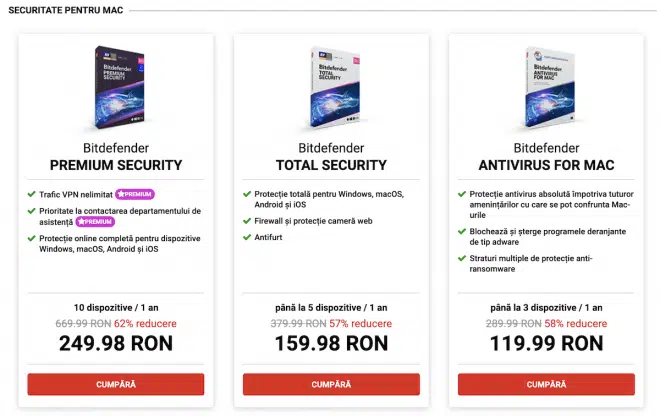 SECURITATE PENTRU MAC
Bitdefender
PREMIUM
SECURITY
Bitdefender
TOTAL
SECURITY
Bitdefender
ANTIVIRUS
FOR MAC
Bitdefender
PREMIUM SECURITY
Trafic VPN nelimitat PREMIUM
Prioritate la contactarea departamentului de
asistență PREMIUM
Protecție online completă pentru dispozitive
Windows, macOS, Android și iOS
10 dispozitive / 1 an
669.99 RON 62% reducere
249.98 RON
CUMPĂRĂ
Bitdefender
TOTAL SECURITY
Protecție totală pentru Windows, macOS,
Android și iOS
Firewall și protecție cameră web
Antifurt
până la 5 dispozitive / 1 an
379.99 RON 57% reducere
159.98 RON
CUMPĂRĂ
Bitdefender
ANTIVIRUS FOR MAC
Protecție antivirus absolută împotriva tuturor
amenințărilor cu care se pot confrunta Mac-
urile
Blochează și șterge programele deranjante
de tip adware
Straturi multiple de protecție anti-
ransomware
până la 3 dispozitive / 1 an
289.99 RON 58% reducere
119.99 RON
CUMPĂRĂ